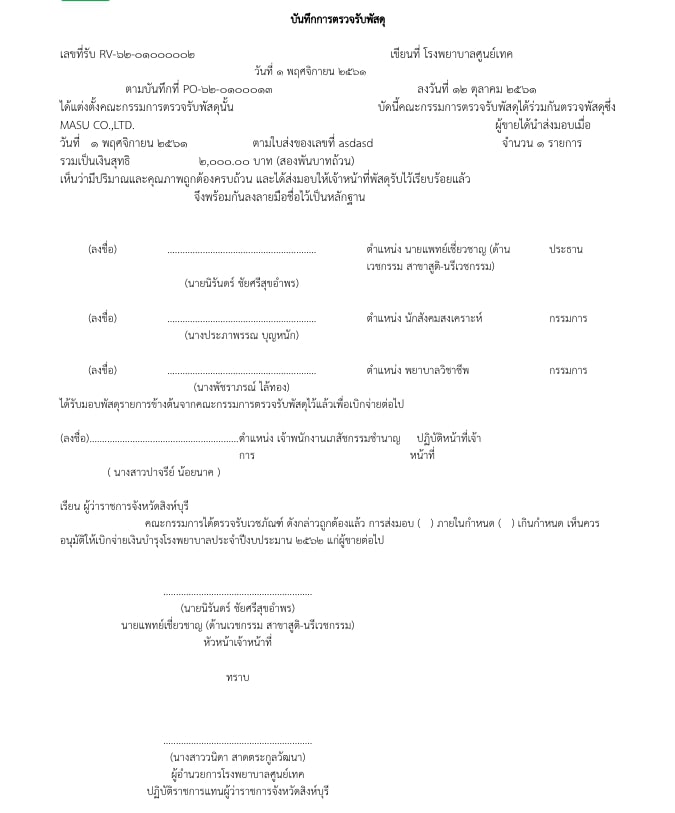 บันทึกการตรวจรับพัสดุ
เลขที่รับ RV-๖๒-๐๑๐๐๐๐๐๒ เขียนที่ โรงพยาบาลศูนย์เทค
วันที่ ๑ พฤศจิกายน ๒๕๖๑
ตามบันทึกที่ PO-๖๒-๐๑๐๐๐๑๓ ลงวันที่ ๑๒ ตุลาคม ๒๕๖๑
ได้แต่งตั้งคณะกรรมการตรวจรับพัสดุนั้น บัดนี้คณะกรรมการตรวจรับพัสดุได้ร่วมกันตรวจพัสดุซึ่ง
MASU CO.,LTD. ผู้ขายได้นำส่งมอบเมื่อ
วันที่ ๑ พฤศจิกายน ๒๕๖๑ ตามใบส่งของเลขที่ asdasd จำนวน ๑ รายการ
รวมเป็นเงินสุทธิ ๒,๐๐๐.๐๐ บาท (สองพันบาทถ้วน)
เห็นว่ามีปริมาณและคุณภาพถูกต้องครบถ้วน และได้ส่งมอบให้เจ้าหน้าที่พัสดุรับไว้เรียบร้อยแล้ว
จึงพร้อมกันลงลายมือชื่อไว้เป็นหลักฐาน
(ลงชื่อ) ........................................................... ตำแหน่ง นายแพทย์เชี่ยวชาญ (ด้าน ประธาน
เวชกรรม สาขาสูติ-นรีเวชกรรม)
(นายนิรันดร์ ชัยศรีสุขอำพร)
(ลงชื่อ) ........................................................... ตำแหน่ง นักสังคมสงเคราะห์ กรรมการ
(นางประภาพรรณ บุญหนัก)
(ลงชื่อ) ........................................................... ตำแหน่ง พยาบาลวิชาชีพ กรรมการ
(นางพัชราภรณ์ ไล้ทอง)
ได้รับมอบพัสดุรายการข้างต้นจากคณะกรรมการตรวจรับพัสดุไว้แล้วเพื่อเบิกจ่ายต่อไป
(ลงชื่อ)...........................................................ตำแหน่ง เจ้าพนักงานเภสัชกรรมชำนาญ ปฏิบัติหน้าที่เจ้า
การ หน้าที่
( นางสาวปาจรีย์ น้อยนาค )
เรียน ผู้ว่าราชการจังหวัดสิงห์บุรี
คณะกรรมการได้ตรวจรับเวชภัณฑ์ ดังกล่าวถูกต้องแล้ว การส่งมอบ ( ) ภายในกำหนด ( ) เกินกำหนด เห็นควร
อนุมัติให้เบิกจ่ายเงินบำรุงโรงพยาบาลประจำปีงบประมาน ๒๕๖๒ แก่ผู้ขายต่อไป
...........................................................
(นายนิรันดร์ ชัยศรีสุขอำพร)
นายแพทย์เชี่ยวชาญ (ด้านเวชกรรม สาขาสูติ-นรีเวชกรรม)
หัวหน้าเจ้าหน้าที่
ทราบ
...........................................................
(นางสาววนิดา สาดตระกูลวัฒนา)
ผู้อำนวยการโรงพยาบาลศูนย์เทค
ปฏิบัติราชการแทนผู้ว่าราชการจังหวัดสิงห์บุรี